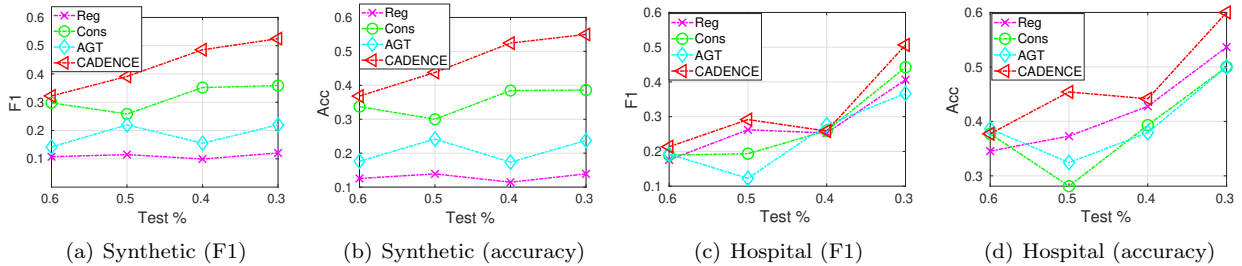 0.6
0.5
0.4
0.3
0.2
0.1
F1
Reg
Cons
AGT
CADENCE
0.6 0.5 0.4 0.3
Test %
(a) Synthetic (F1)
0.6
0.5
0.4
0.3
0.2
0.1
Acc
Reg
Cons
AGT
CADENCE
0.6 0.5 0.4 0.3
Test %
(b) Synthetic (accuracy)
0.6
0.5
0.4
0.3
0.2
0.1
F1
Reg
Cons
AGT
CADENCE
0.6 0.5 0.4 0.3
Test %
(c) Hospital (F1)
0.6
0.5
0.4
0.3
Acc
Reg
Cons
AGT
CADENCE
0.6 0.5 0.4 0.3
Test %
(d) Hospital (accuracy)